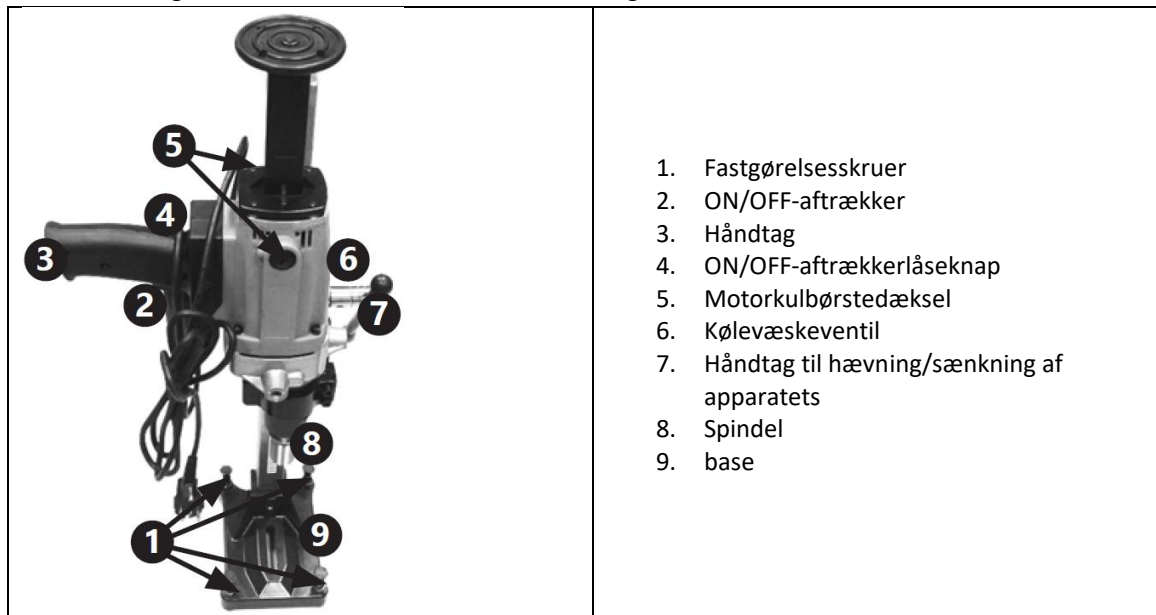 5
4
3
6
2
7
8
1
9
1. Fastgørelsesskruer
2. ON/OFF-aftrækker
3. Håndtag
4. ON/OFF-aftrækkerlåseknap
5. Motorkulbørstedæksel
6. Kølevæskeventil
7. Håndtag til hævning/sænkning af
apparatets
8. Spindel
9. base